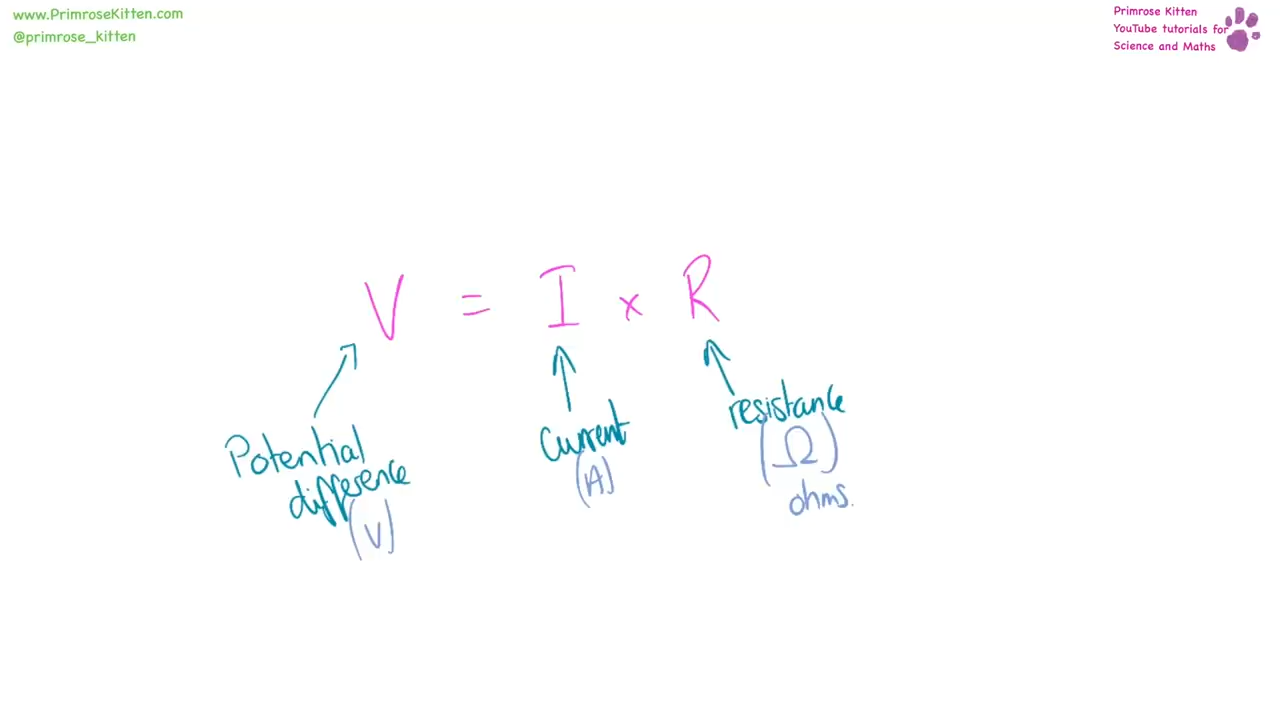 www.PrimroseKitten.com
@primrose_kitten
Primrose Kitten
YouTube tutorials for
Science and Maths
V = I × R
Potential
difference
(V)
Current
(A)
resistance
(Ω)
ohms.